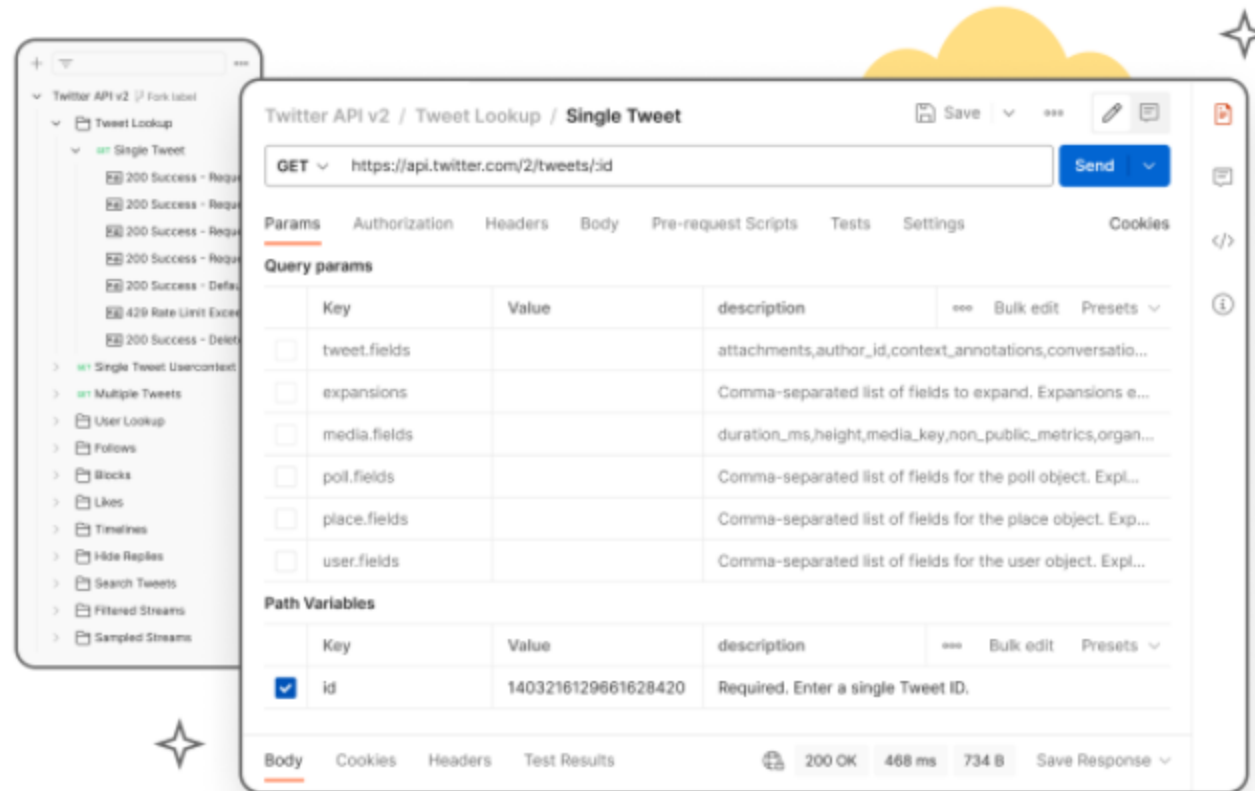 Twitter API v2 Fork label
Tweet Lookup
GET Single Tweet
200 Success - Reque
200 Success - Reque
200 Success - Reque
200 Success - Reque
200 Success - Defau
429 Rate Limit Excee
200 Success - Deleti
GET Single Tweet Usercontext
GET Multiple Tweets
User Lookup
Follows
Blocks
Likes
Timelines
Hide Replies
Search Tweets
Filtered Streams
Sampled Streams
Twitter API v2 / Tweet Lookup / Single Tweet Save
GET https://api.twitter.com/2/tweets/:id Send
Params Authorization Headers Body Pre-request Scripts Tests Settings Cookies
Query params
Key Value description Bulk edit Presets
tweet.fields attachments,author_id,context_annotations,conversatio...
expansions Comma-separated list of fields to expand. Expansions e...
media.fields duration_ms,height,media_key,non_public_metrics,organ...
poll.fields Comma-separated list of fields for the poll object. Expl...
place.fields Comma-separated list of fields for the place object. Exp...
user.fields Comma-separated list of fields for the user object. Expl...
Path Variables
Key Value description Bulk edit Presets
id 1403216129661628420 Required. Enter a single Tweet ID.
Body Cookies Headers Test Results 200 OK 468 ms 734 B Save Response